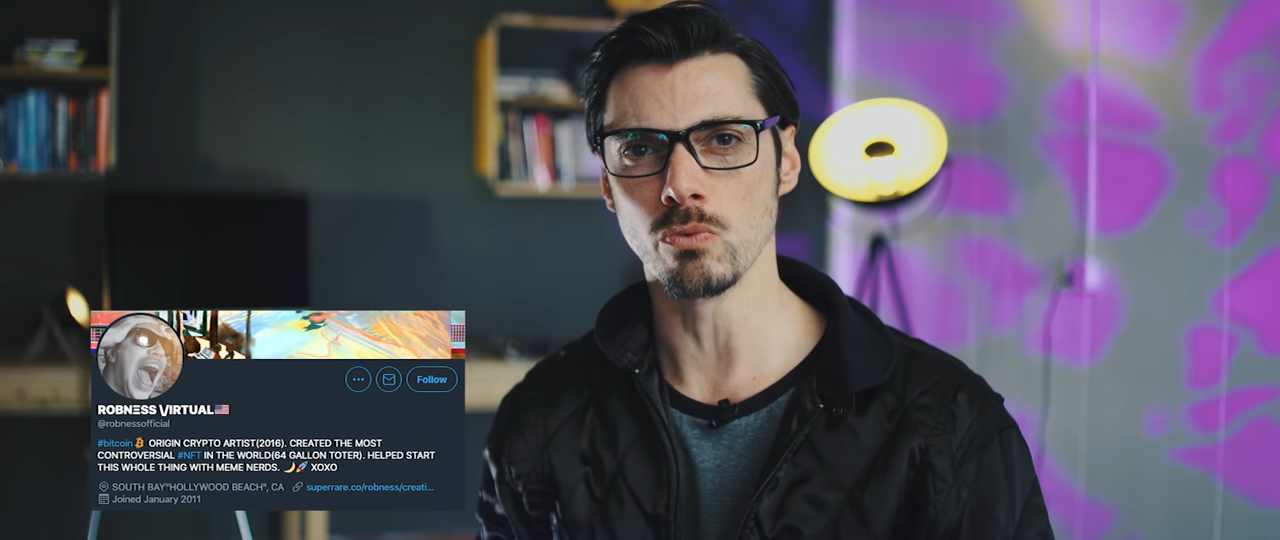 Follow
ROBNΞSS VIRTUAL🇺🇸
@robnessofficial
#bitcoin₿ ORIGIN CRYPTO ARTIST(2016). CREATED THE MOST
CONTROVERSIAL #NFT IN THE WORLD(64 GALLON TOTER). HELPED START
THIS WHOLE THING WITH MEME NERDS. 🌙🚀 XOXO
SOUTH BAY"HOLLYWOOD BEACH", CA superrare.co/robness/creati...
Joined January 2011